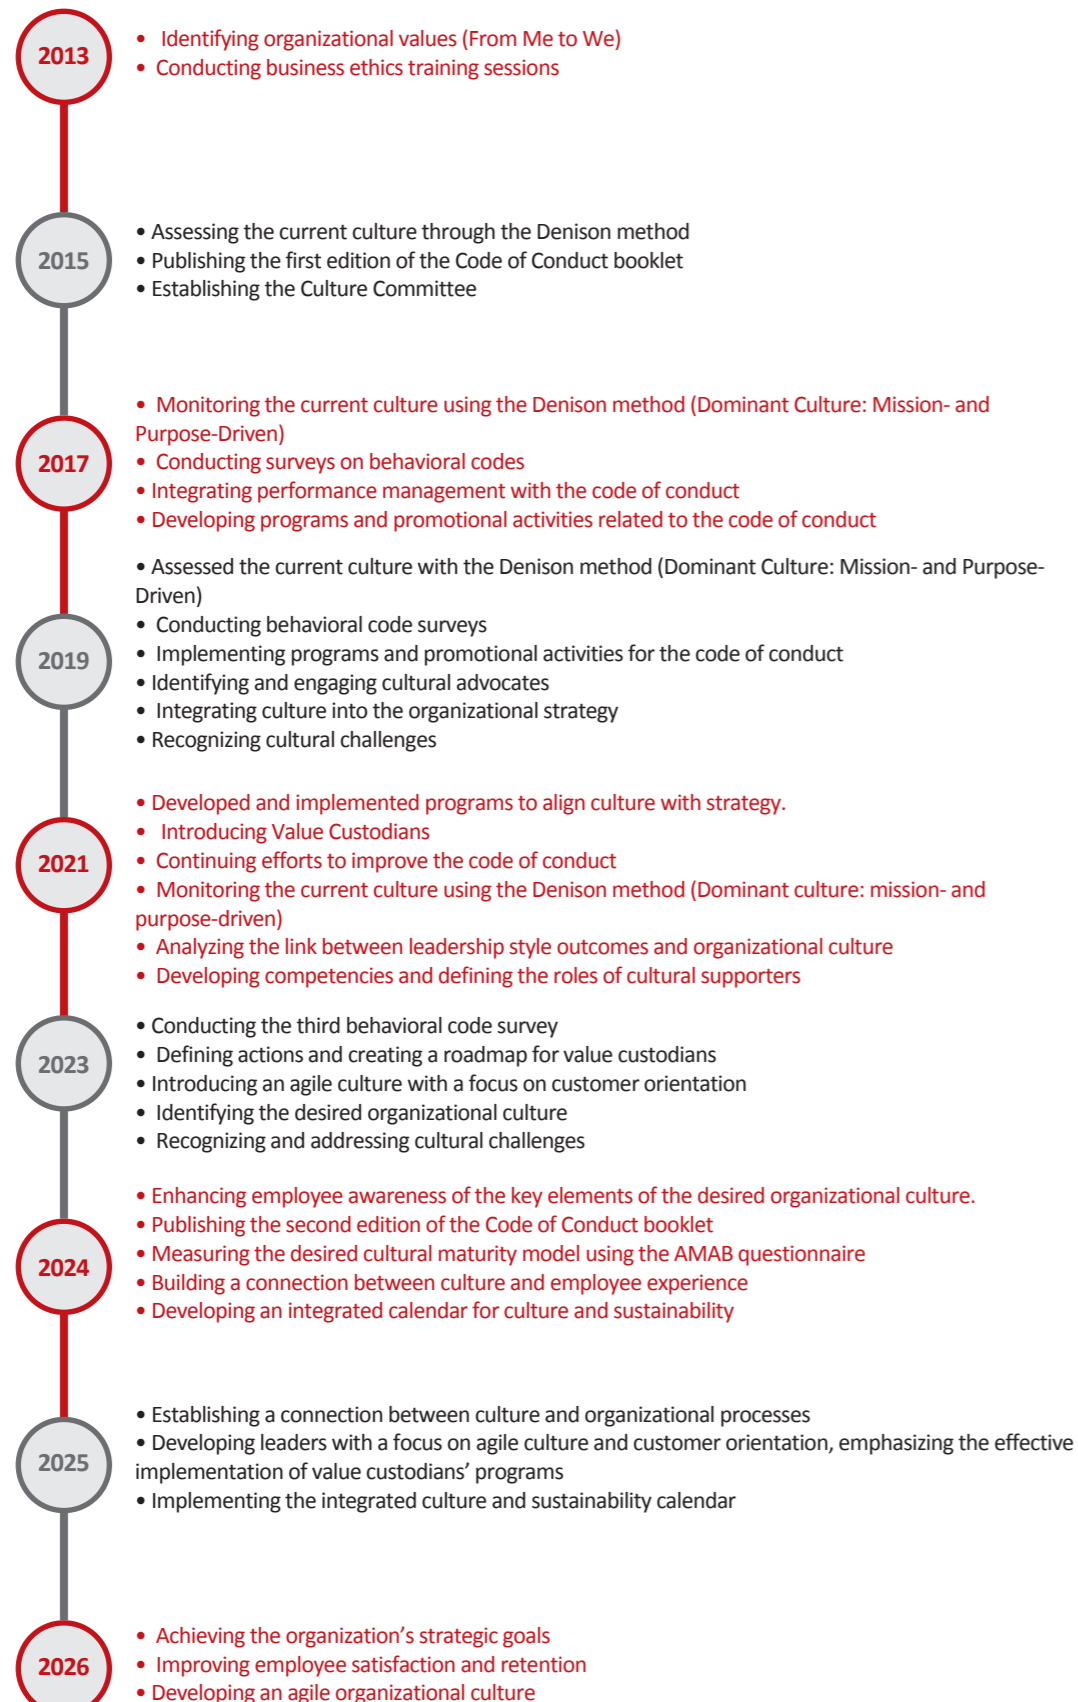 2013
• Identifying organizational values (From Me to We)
• Conducting business ethics training sessions
2015
• Assessing the current culture through the Denison method
• Publishing the first edition of the Code of Conduct booklet
• Establishing the Culture Committee
2017
• Monitoring the current culture using the Denison method (Dominant Culture: Mission- and
Purpose-Driven)
• Conducting surveys on behavioral codes
• Integrating performance management with the code of conduct
• Developing programs and promotional activities related to the code of conduct
2019
• Assessed the current culture with the Denison method (Dominant Culture: Mission- and Purpose-
Driven)
• Conducting behavioral code surveys
• Implementing programs and promotional activities for the code of conduct
• Identifying and engaging cultural advocates
• Integrating culture into the organizational strategy
• Recognizing cultural challenges
2021
• Developed and implemented programs to align culture with strategy.
• Introducing Value Custodians
• Continuing efforts to improve the code of conduct
• Monitoring the current culture using the Denison method (Dominant culture: mission- and
purpose-driven)
• Analyzing the link between leadership style outcomes and organizational culture
• Developing competencies and defining the roles of cultural supporters
2023
• Conducting the third behavioral code survey
• Defining actions and creating a roadmap for value custodians
• Introducing an agile culture with a focus on customer orientation
• Identifying the desired organizational culture
• Recognizing and addressing cultural challenges
2024
• Enhancing employee awareness of the key elements of the desired organizational culture.
• Publishing the second edition of the Code of Conduct booklet
• Measuring the desired cultural maturity model using the AMAB questionnaire
• Building a connection between culture and employee experience
• Developing an integrated calendar for culture and sustainability
2025
• Establishing a connection between culture and organizational processes
• Developing leaders with a focus on agile culture and customer orientation, emphasizing the effective
implementation of value custodians’ programs
• Implementing the integrated culture and sustainability calendar
2026
• Achieving the organization’s strategic goals
• Improving employee satisfaction and retention
• Developing an agile organizational culture